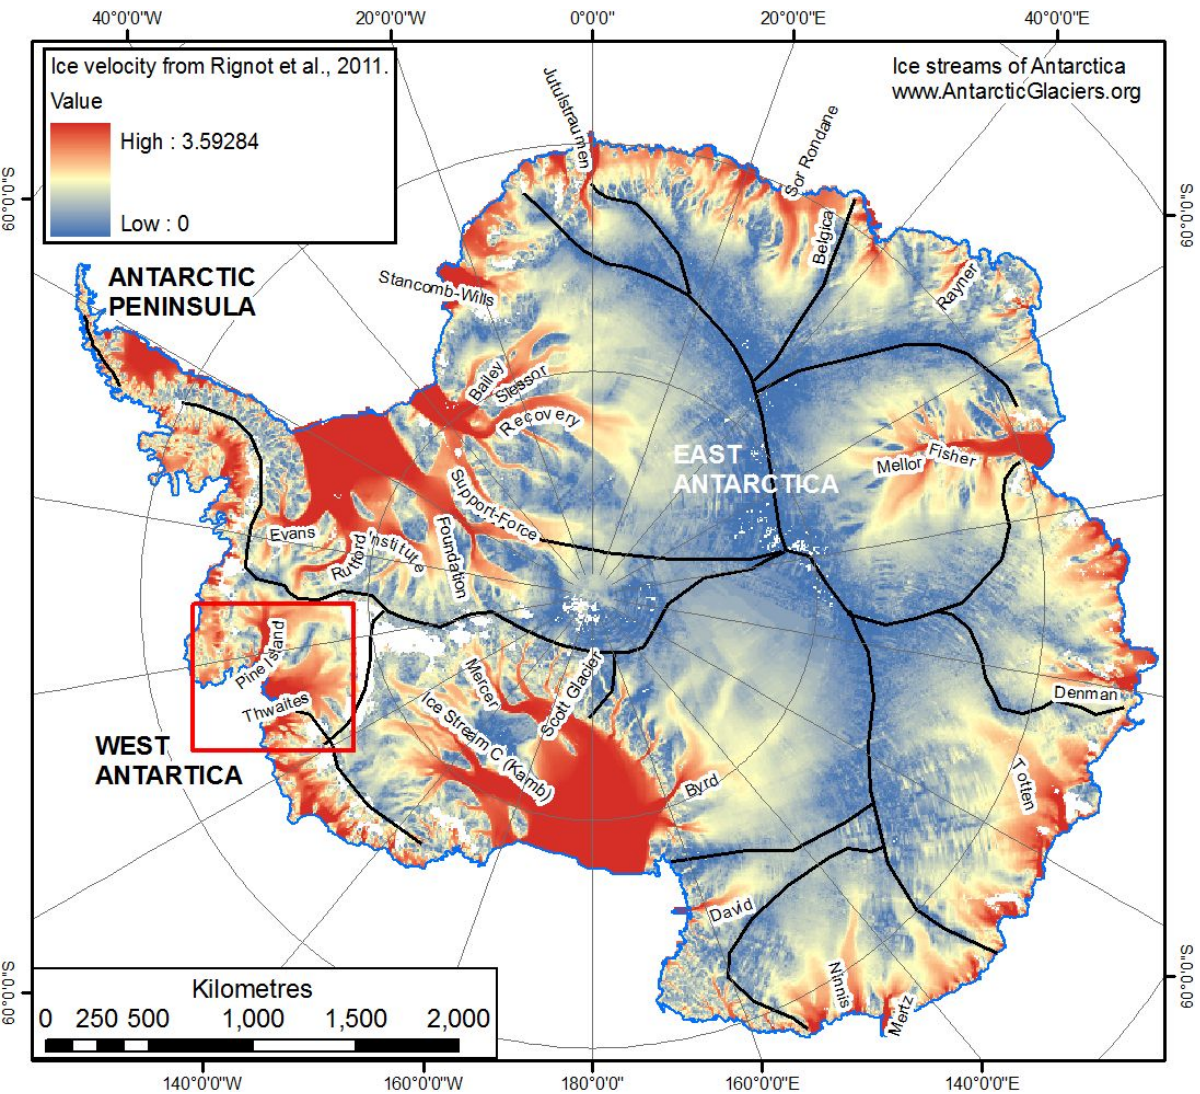 40°0'0"W
20°0'0"W
0°0'0"
20°0'0"E
40°0'0"E
Ice velocity from Rignot et al., 2011.
Value
High : 3.59284
Low : 0
Ice streams of Antarctica
www.AntarcticGlaciers.org
60°0'0"S
60°0'0"S
Jutulstraumen
Sor Rondane
Belgica
Rayner
Stancomb-Wills
ANTARCTIC
PENINSULA
Bailey
Slessor
Recovery
EAST
ANTARCTICA
Mellor
Fisher
Support-Force
Evans
Rutford
Institute
Foundation
Pine Island
Thwaites
Mercer
Scott Glacier
Ice Stream C (Kamb)
Denman
WEST
ANTARTICA
Byrd
Totten
David
Ninnis
Mertz
60°0'0"S
60°0'0"S
Kilometres
0 250 500 1,000 1,500 2,000
140°0'0"W
160°0'0"W
180°0'0"
160°0'0"E
140°0'0"E